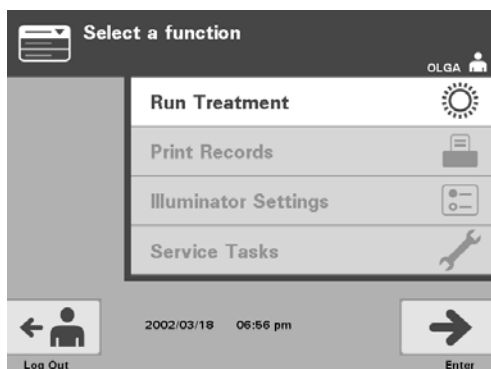 Select a function
OLGA
Run Treatment
Print Records
Illuminator Settings
Service Tasks
2002/03/18 06:56 pm
Log Out
Enter